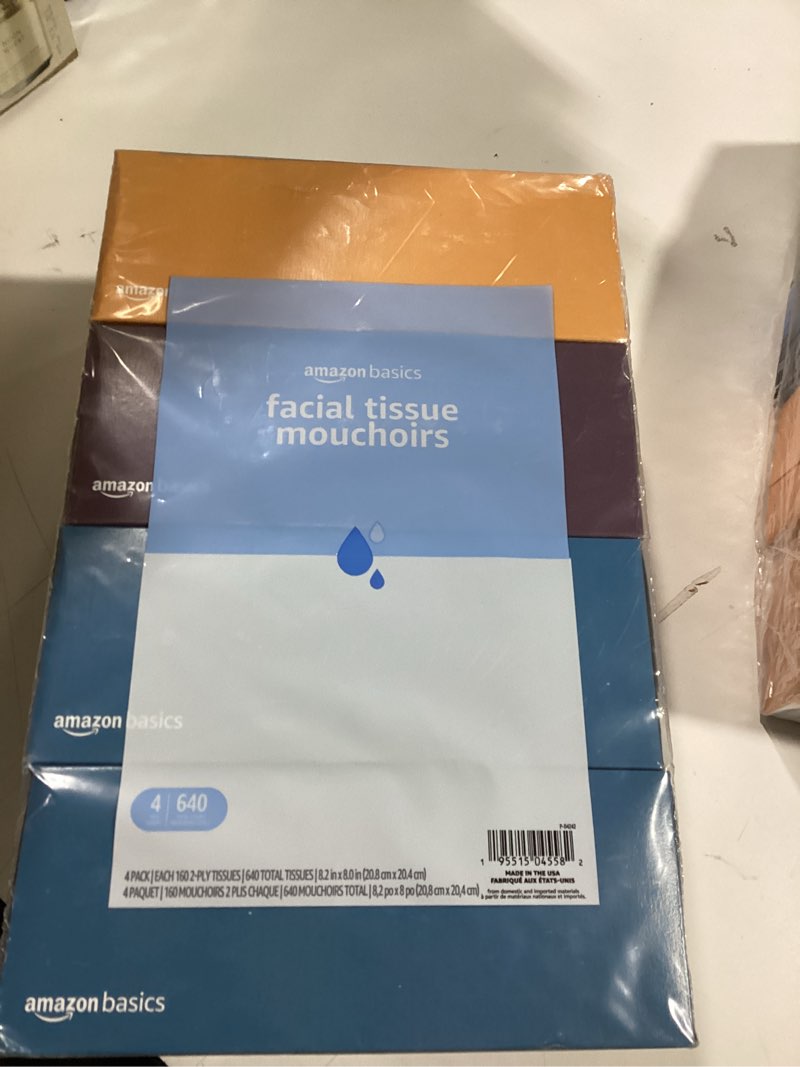 amazon
amazon basics
facial tissue
mouchoirs
amazon basics
amazon basics
4 640
4 PACK | EACH 160 2-PLY TISSUES | 640 TOTAL TISSUES | 8.2 in x 8.0 in (20.8 cm x 20.4 cm)
4 PAQUET | 160 MOUCHOIRS 2 PLIS CHAQUE | 640 MOUCHOIRS TOTAL | 8,2 po x 8 po (20,8 cm x 20,4 cm)
1 95515 04558 2
MADE IN THE USA
FABRIQUÉ AUX ÉTATS-UNIS
from domestic and imported materials
à partir de matériaux nationaux et importés.
amazon basics